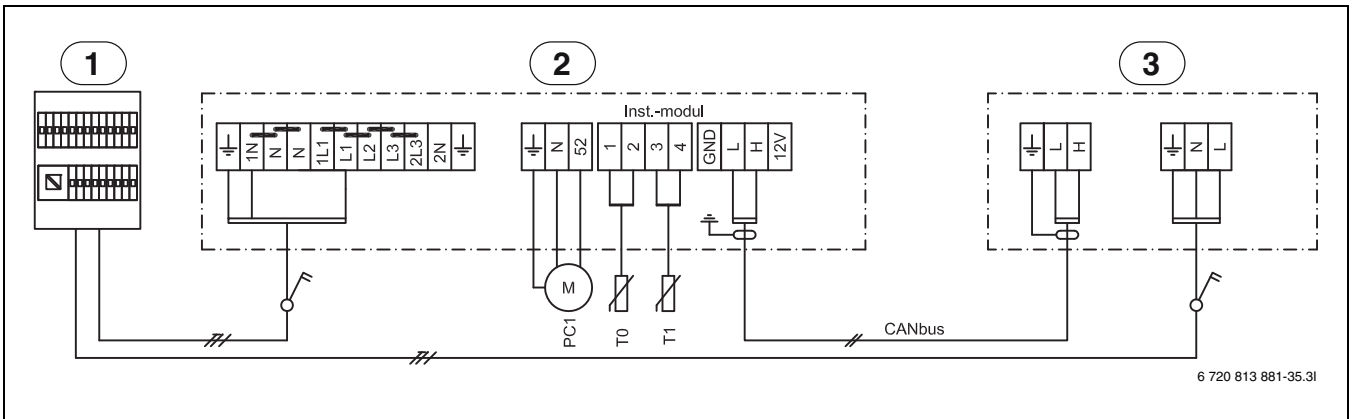 1
2
3
Inst.-modul
1N
N
N
1L1
L1
L2
L3
2L3
2N
N
52
1
2
3
4
GND
L
H
12V
L
H
N
L
M
PC1
T0
T1
CANbus
6 720 813 881-35.3I